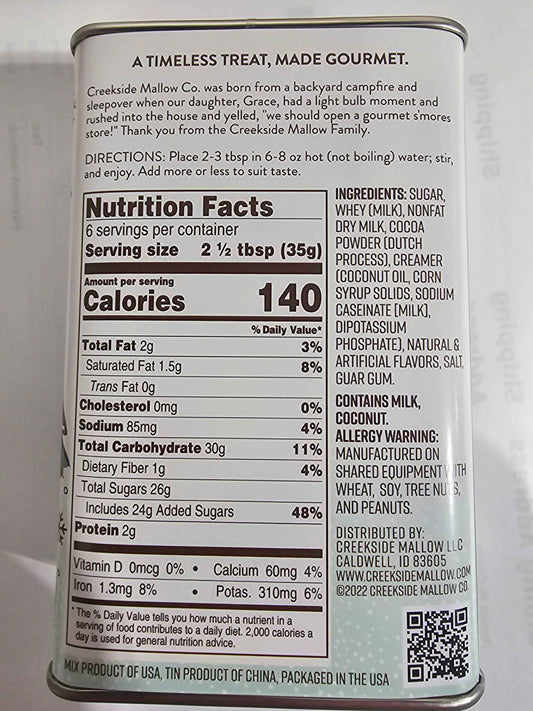 A TIMELESS TREAT, MADE GOURMET.
Creekside Mallow Co. was born from a backyard campfire and
sleepover when our daughter, Grace, had a light bulb moment and
rushed into the house and yelled, "we should open a gourmet s'mores
store!" Thank you from the Creekside Mallow Family.
DIRECTIONS: Place 2-3 tbsp in 6-8 oz hot (not boiling) water; stir,
and enjoy. Add more or less to suit taste.
Nutrition Facts
6 servings per container
Serving size 2 ½ tbsp (35g)
Amount per serving
Calories 140
% Daily Value*
Total Fat 2g 3%
Saturated Fat 1.5g 8%
Trans Fat 0g
Cholesterol 0mg 0%
Sodium 85mg 4%
Total Carbohydrate 30g 11%
Dietary Fiber 1g 4%
Total Sugars 26g
Includes 24g Added Sugars 48%
Protein 2g
Vitamin D 0mcg 0% • Calcium 60mg 4%
Iron 1.3mg 8% • Potas. 310mg 6%
* The % Daily Value tells you how much a nutrient in a
serving of food contributes to a daily diet. 2,000 calories a
day is used for general nutrition advice.
INGREDIENTS: SUGAR,
WHEY (MILK), NONFAT
DRY MILK, COCOA
POWDER (DUTCH
PROCESS), CREAMER
(COCONUT OIL, CORN
SYRUP SOLIDS, SODIUM
CASEINATE [MILK],
DIPOTASSIUM
PHOSPHATE), NATURAL &
ARTIFICIAL FLAVORS, SALT,
GUAR GUM.
CONTAINS MILK,
COCONUT.
ALLERGY WARNING:
MANUFACTURED ON
SHARED EQUIPMENT WITH
WHEAT, SOY, TREE NUTS,
AND PEANUTS.
DISTRIBUTED BY:
CREEKSIDE MALLOW LLC
CALDWELL, ID 83605
WWW.CREEKSIDEMALLOW.COM
©2022 CREEKSIDE MALLOW CO.
MIX PRODUCT OF USA, TIN PRODUCT OF CHINA, PACKAGED IN THE USA
Shipping
Shipping